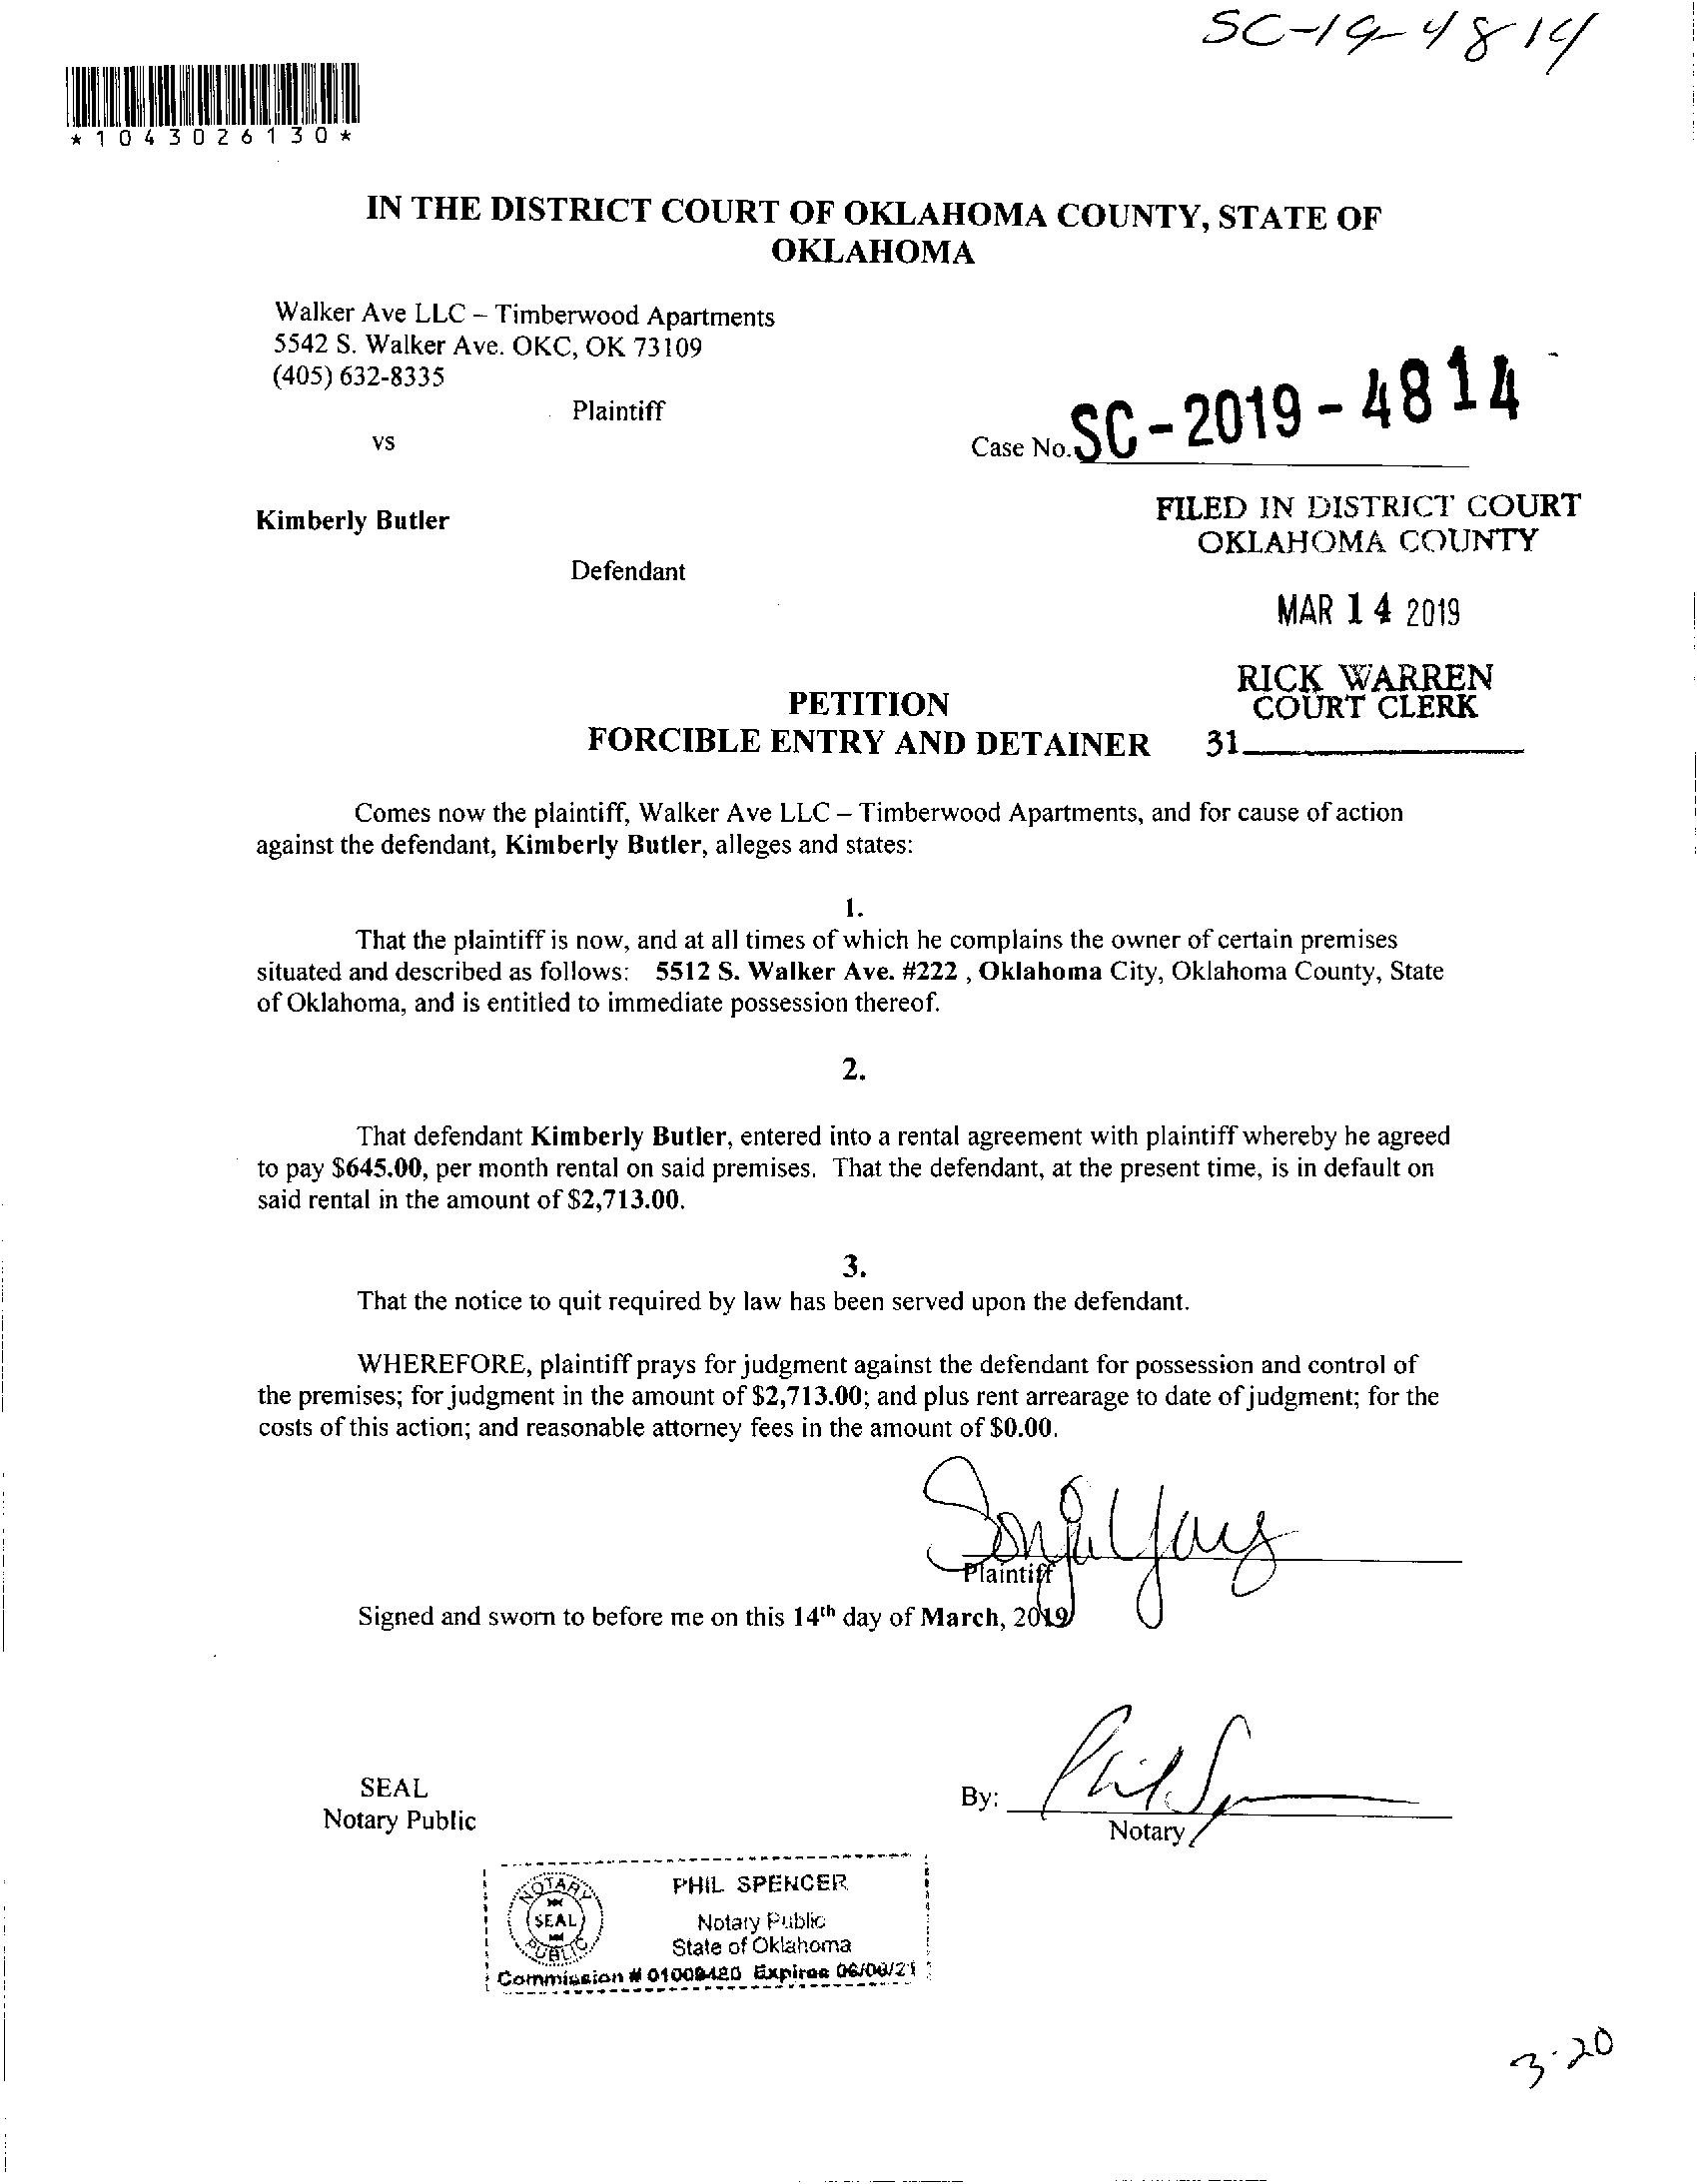 SC-19-4814
*1043026130*
IN THE DISTRICT COURT OF OKLAHOMA COUNTY, STATE OF
OKLAHOMA
Walker Ave LLC – Timberwood Apartments
5542 S. Walker Ave. OKC, OK 73109
(405) 632-8335
Plaintiff
vs
Case No. SC-2019-4814
Kimberly Butler
Defendant
FILED IN DISTRICT COURT
OKLAHOMA COUNTY
MAR 14 2019
RICK WARREN
COURT CLERK
31
PETITION
FORCIBLE ENTRY AND DETAINER
Comes now the plaintiff, Walker Ave LLC – Timberwood Apartments, and for cause of action
against the defendant, Kimberly Butler, alleges and states:
1.
That the plaintiff is now, and at all times of which he complains the owner of certain premises
situated and described as follows: 5512 S. Walker Ave. #222 , Oklahoma City, Oklahoma County, State
of Oklahoma, and is entitled to immediate possession thereof.
2.
That defendant Kimberly Butler, entered into a rental agreement with plaintiff whereby he agreed
to pay $645.00, per month rental on said premises. That the defendant, at the present time, is in default on
said rental in the amount of $2,713.00.
3.
That the notice to quit required by law has been served upon the defendant.
WHEREFORE, plaintiff prays for judgment against the defendant for possession and control of
the premises; for judgment in the amount of $2,713.00; and plus rent arrearage to date of judgment; for the
costs of this action; and reasonable attorney fees in the amount of $0.00.
Plaintiff
Signed and sworn to before me on this 14th day of March, 2019
SEAL
Notary Public
By:
Notary
NOTARY
SEAL
PUBLIC
PHIL SPENCER
Notary Public
State of Oklahoma
Commission # 01009420 Expires 06/06/21
3-20